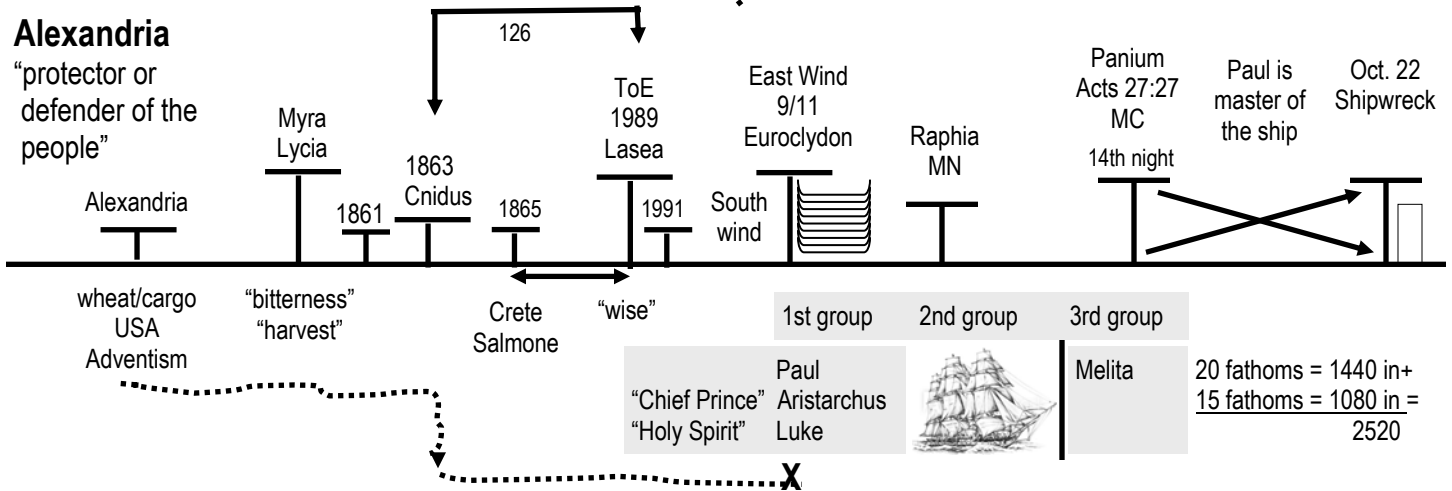 Alexandria
"protector or
defender of the
people"
126
Alexandria
Myra
Lycia
1861
1863
Cnidus
1865
ToE
1989
Lasea
1991
South
wind
East Wind
9/11
Euroclydon
Raphia
MN
Panium
Acts 27:27
MC
14th night
Paul is
master of
the ship
Oct. 22
Shipwreck
wheat/cargo
USA
Adventism
"bitterness"
"harvest"
Crete
Salmone
"wise"
1st group
2nd group
3rd group
Paul
"Chief Prince" Aristarchus
"Holy Spirit" Luke
Melita
20 fathoms = 1440 in+
15 fathoms = 1080 in =
2520
X